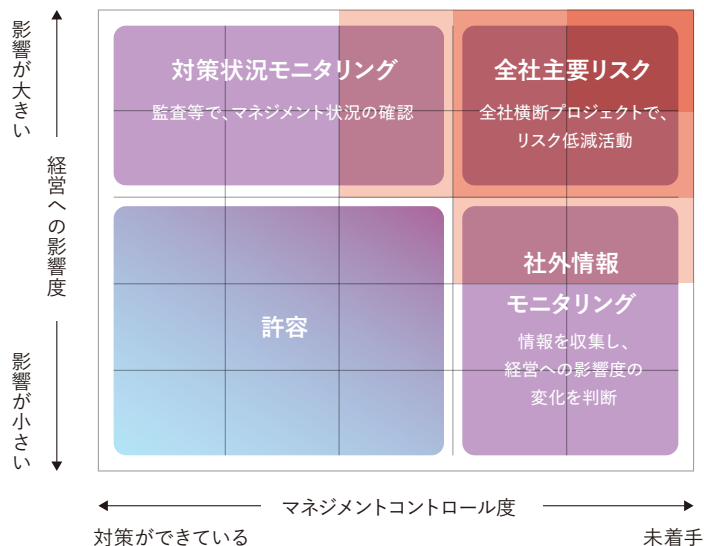 影響が大きい
経営への影響度
影響が小さい
対策状況モニタリング
監査等で、マネジメント状況の確認
全社主要リスク
全社横断プロジェクトで、
リスク低減活動
許容
社外情報
モニタリング
情報を収集し、
経営への影響度の
変化を判断
マネジメントコントロール度
対策ができている
未着手